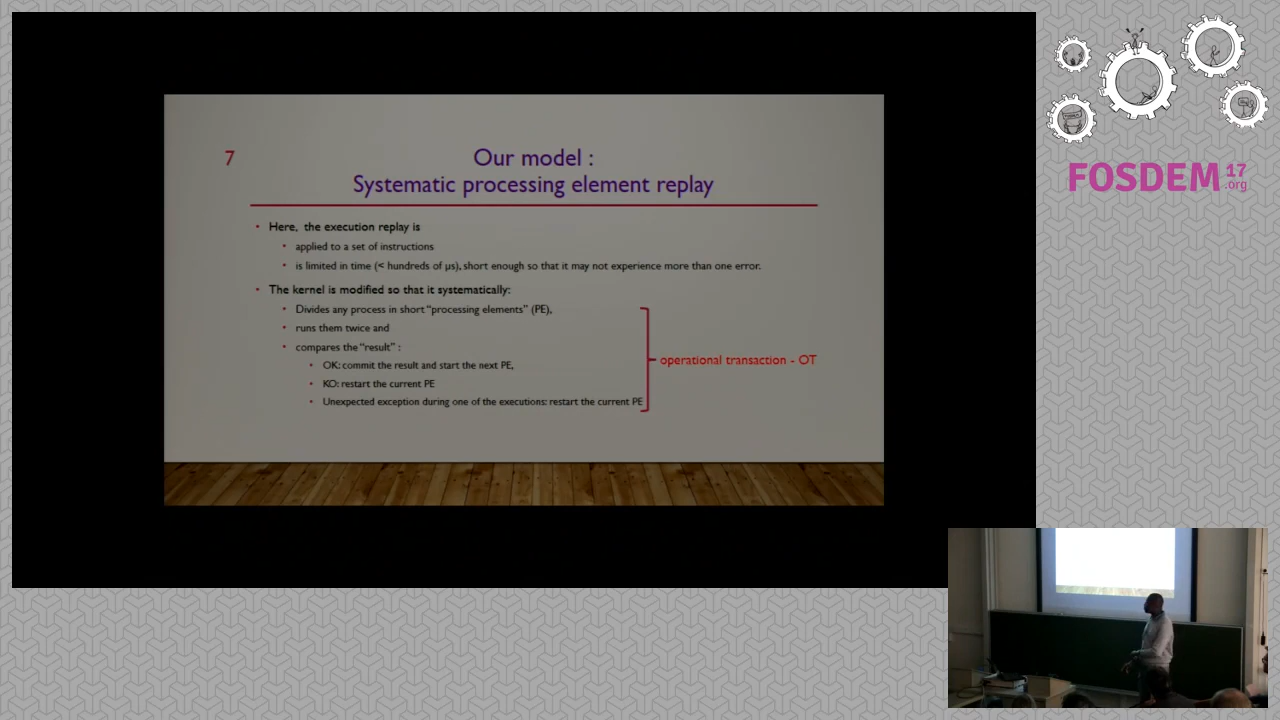 7
Our model :
Systematic processing element replay
• Here, the execution replay is
• applied to a set of instructions
• is limited in time (< hundreds of µs), short enough so that it may not experience more than one error.
• The kernel is modified so that it systematically:
• Divides any process in short “processing elements” (PE),
• runs them twice and
• compares the “result” :
• OK: commit the result and start the next PE,
• KO: restart the current PE
• Unexpected exception during one of the executions: restart the current PE
operational transaction - OT
FOSDEM 17
.org